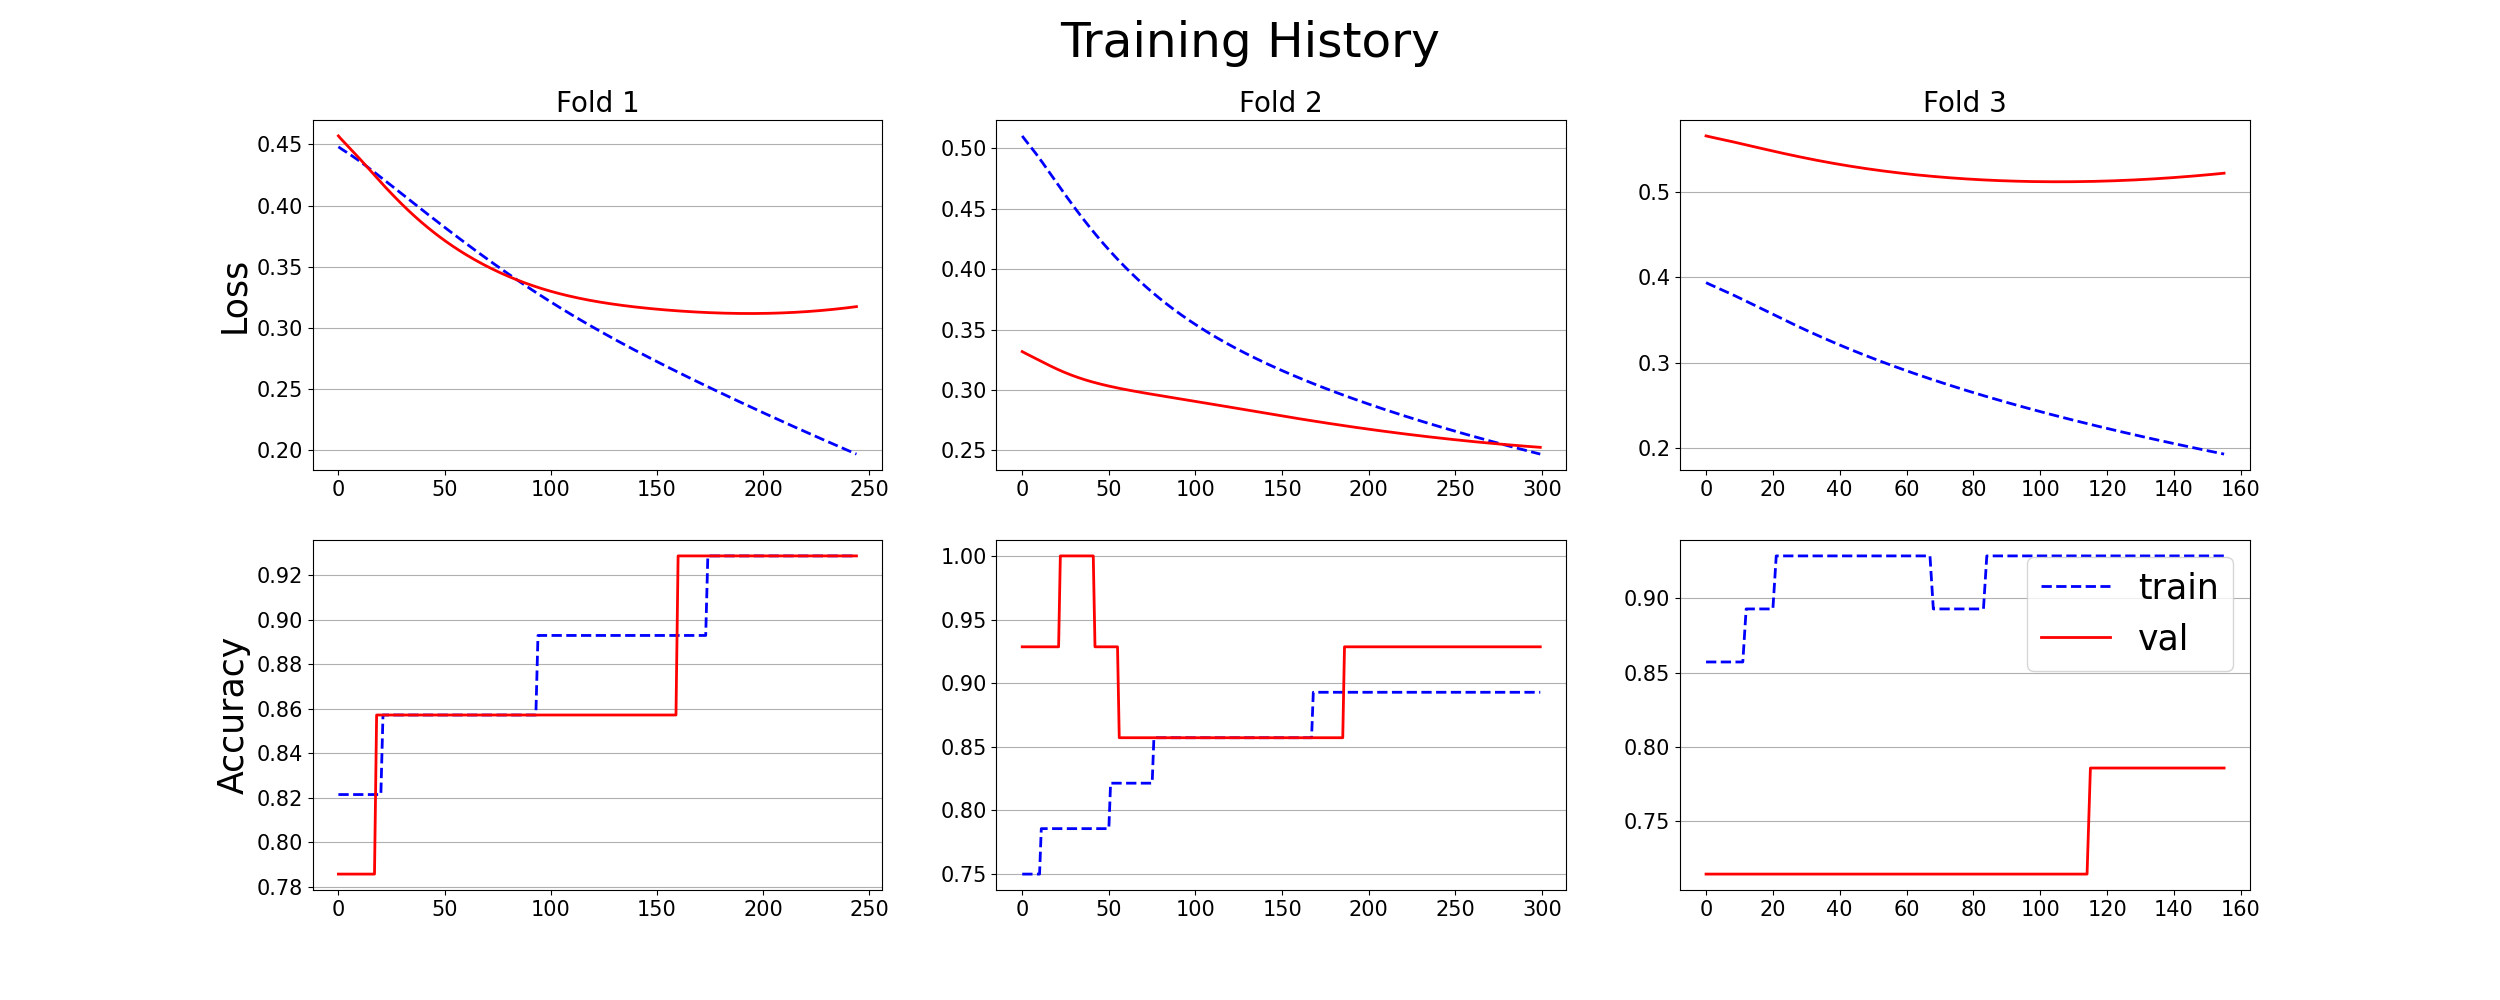 Training History
Fold 1
Fold 2
Fold 3
Loss
0.45
0.40
0.35
0.30
0.25
0.20
0 50 100 150 200 250
0.50
0.45
0.40
0.35
0.30
0.25
0 50 100 150 200 250 300
0.5
0.4
0.3
0.2
0 20 40 60 80 100 120 140 160
Accuracy
0.92
0.90
0.88
0.86
0.84
0.82
0.80
0.78
0 50 100 150 200 250
1.00
0.95
0.90
0.85
0.80
0.75
0 50 100 150 200 250 300
0.90
0.85
0.80
0.75
0 20 40 60 80 100 120 140 160
train
val